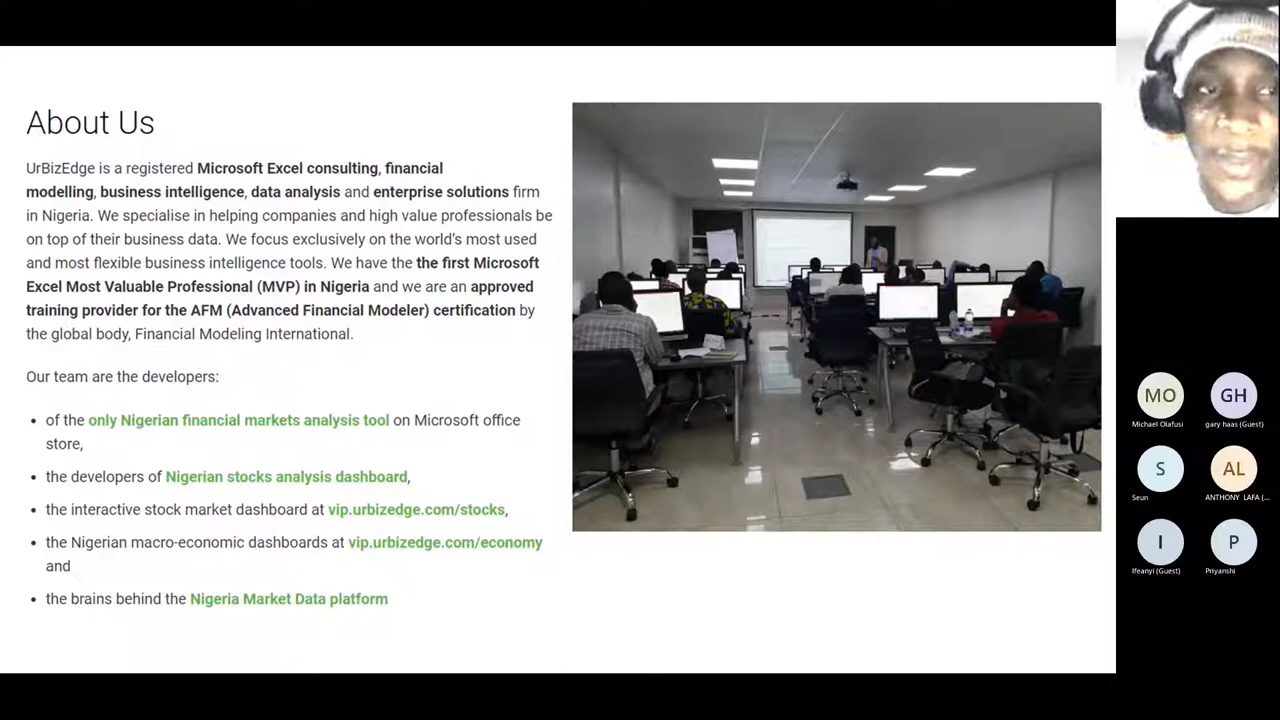 About Us
UrBizEdge is a registered Microsoft Excel consulting, financial
modelling, business intelligence, data analysis and enterprise solutions firm
in Nigeria. We specialise in helping companies and high value professionals be
on top of their business data. We focus exclusively on the world's most used
and most flexible business intelligence tools. We have the the first Microsoft
Excel Most Valuable Professional (MVP) in Nigeria and we are an approved
training provider for the AFM (Advanced Financial Modeler) certification by
the global body, Financial Modeling International.
Our team are the developers:
• of the only Nigerian financial markets analysis tool on Microsoft office
store,
• the developers of Nigerian stocks analysis dashboard,
• the interactive stock market dashboard at vip.urbizedge.com/stocks,
• the Nigerian macro-economic dashboards at vip.urbizedge.com/economy
and
• the brains behind the Nigeria Market Data platform
MO
GH
Michael Olafusi
gary haas (Guest)
S
AL
Seun
ANTHONY LAFA (...
I
P
Ifeanyi (Guest)
Priyanshi